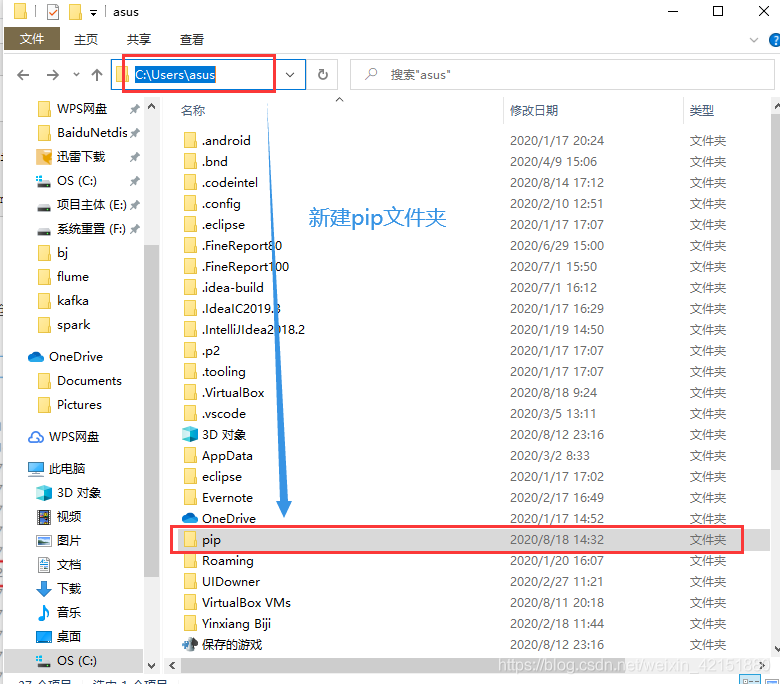 asus
文件 主页 共享 查看
C:\Users\asus 搜索"asus"
WPS网盘
BaiduNetdis
迅雷下载
OS (C:)
项目主体 (E:)
系统重置 (F:)
bj
flume
kafka
spark
OneDrive
Documents
Pictures
WPS网盘
此电脑
3D 对象
视频
图片
文档
下载
音乐
桌面
OS (C:)
名称 修改日期 类型
.android 2020/1/17 20:24 文件夹
.bnd 2020/4/9 15:06 文件夹
.codeintel 2020/8/14 17:12 文件夹
.config 2020/2/10 12:51 文件夹
.eclipse 2020/1/17 17:07 文件夹
.FineReport80 2020/6/29 15:00 文件夹
.FineReport100 2020/7/1 15:50 文件夹
.idea-build 2020/7/1 16:12 文件夹
.IdeaIC2019.3 2020/1/17 16:29 文件夹
.IntelliJIdea2018.2 2020/1/19 14:50 文件夹
.p2 2020/1/17 17:07 文件夹
.tooling 2020/1/17 17:07 文件夹
.VirtualBox 2020/8/18 9:24 文件夹
.vscode 2020/3/5 13:11 文件夹
3D 对象 2020/8/12 23:16 文件夹
AppData 2020/3/2 8:33 文件夹
eclipse 2020/1/17 17:02 文件夹
Evernote 2020/2/17 16:49 文件夹
OneDrive 2020/1/17 14:52 文件夹
pip 2020/8/18 14:32 文件夹
Roaming 2020/1/20 16:07 文件夹
UIDowner 2020/2/27 11:21 文件夹
VirtualBox VMs 2020/8/11 20:18 文件夹
Yinxiang Biji 2020/2/18 11:44 文件夹
保存的游戏 2020/8/12 23:16 文件夹
新建pip文件夹